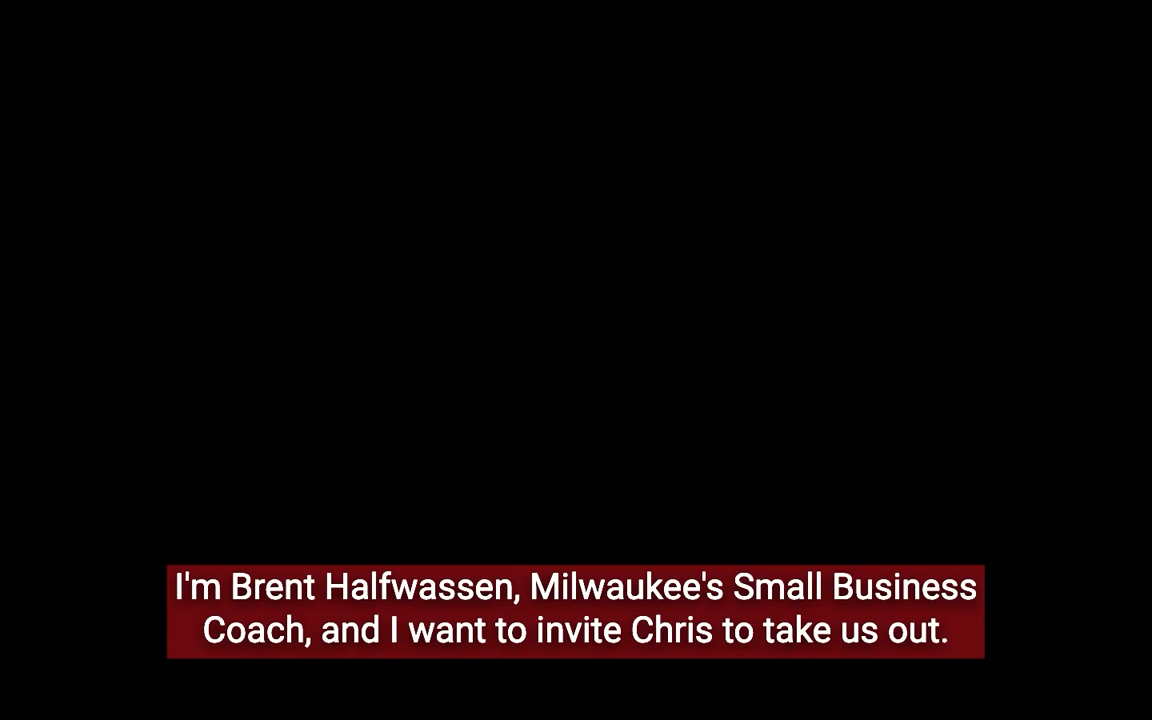 I'm Brent Halfwassen, Milwaukee's Small Business
Coach, and I want to invite Chris to take us out.